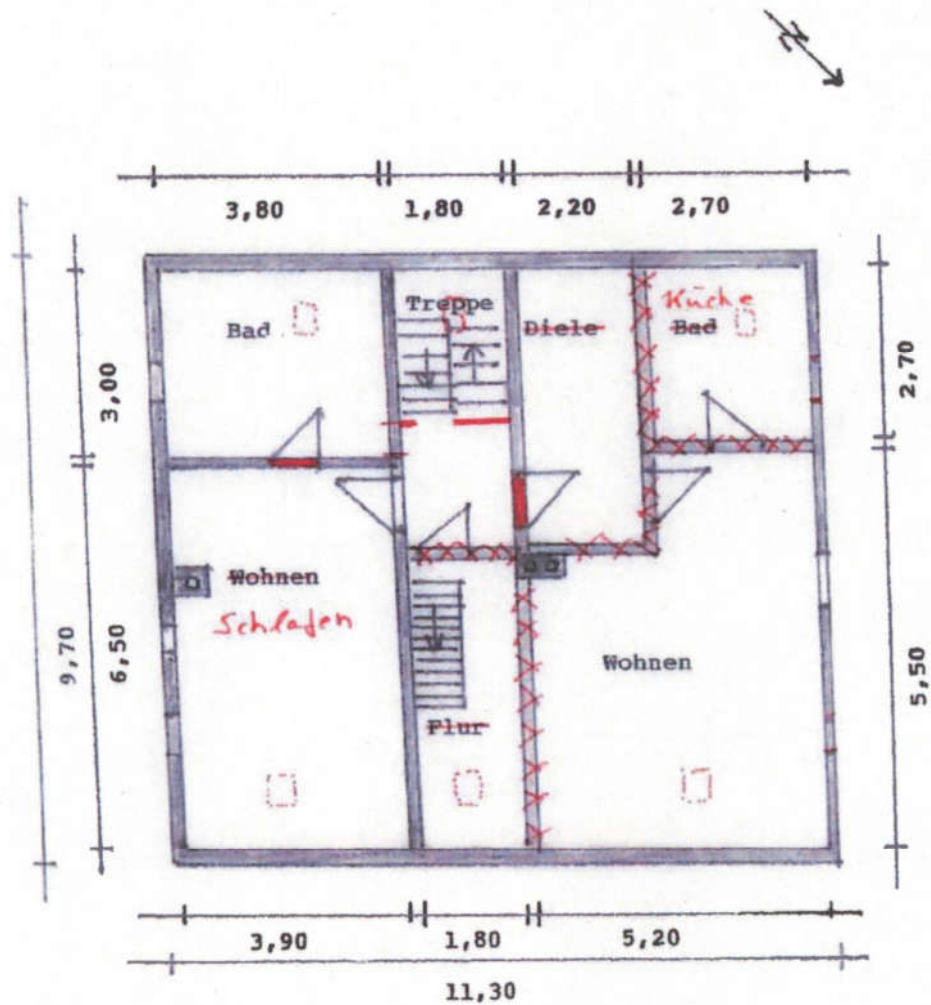 N
3,80 1,80 2,20 2,70
Treppe
Küche
Bad
Diele
Bad
3,00
2,70
Wohnen
Schlafen
9,70
6,50
Wohnen
5,50
Flur
3,90 1,80 5,20
11,30